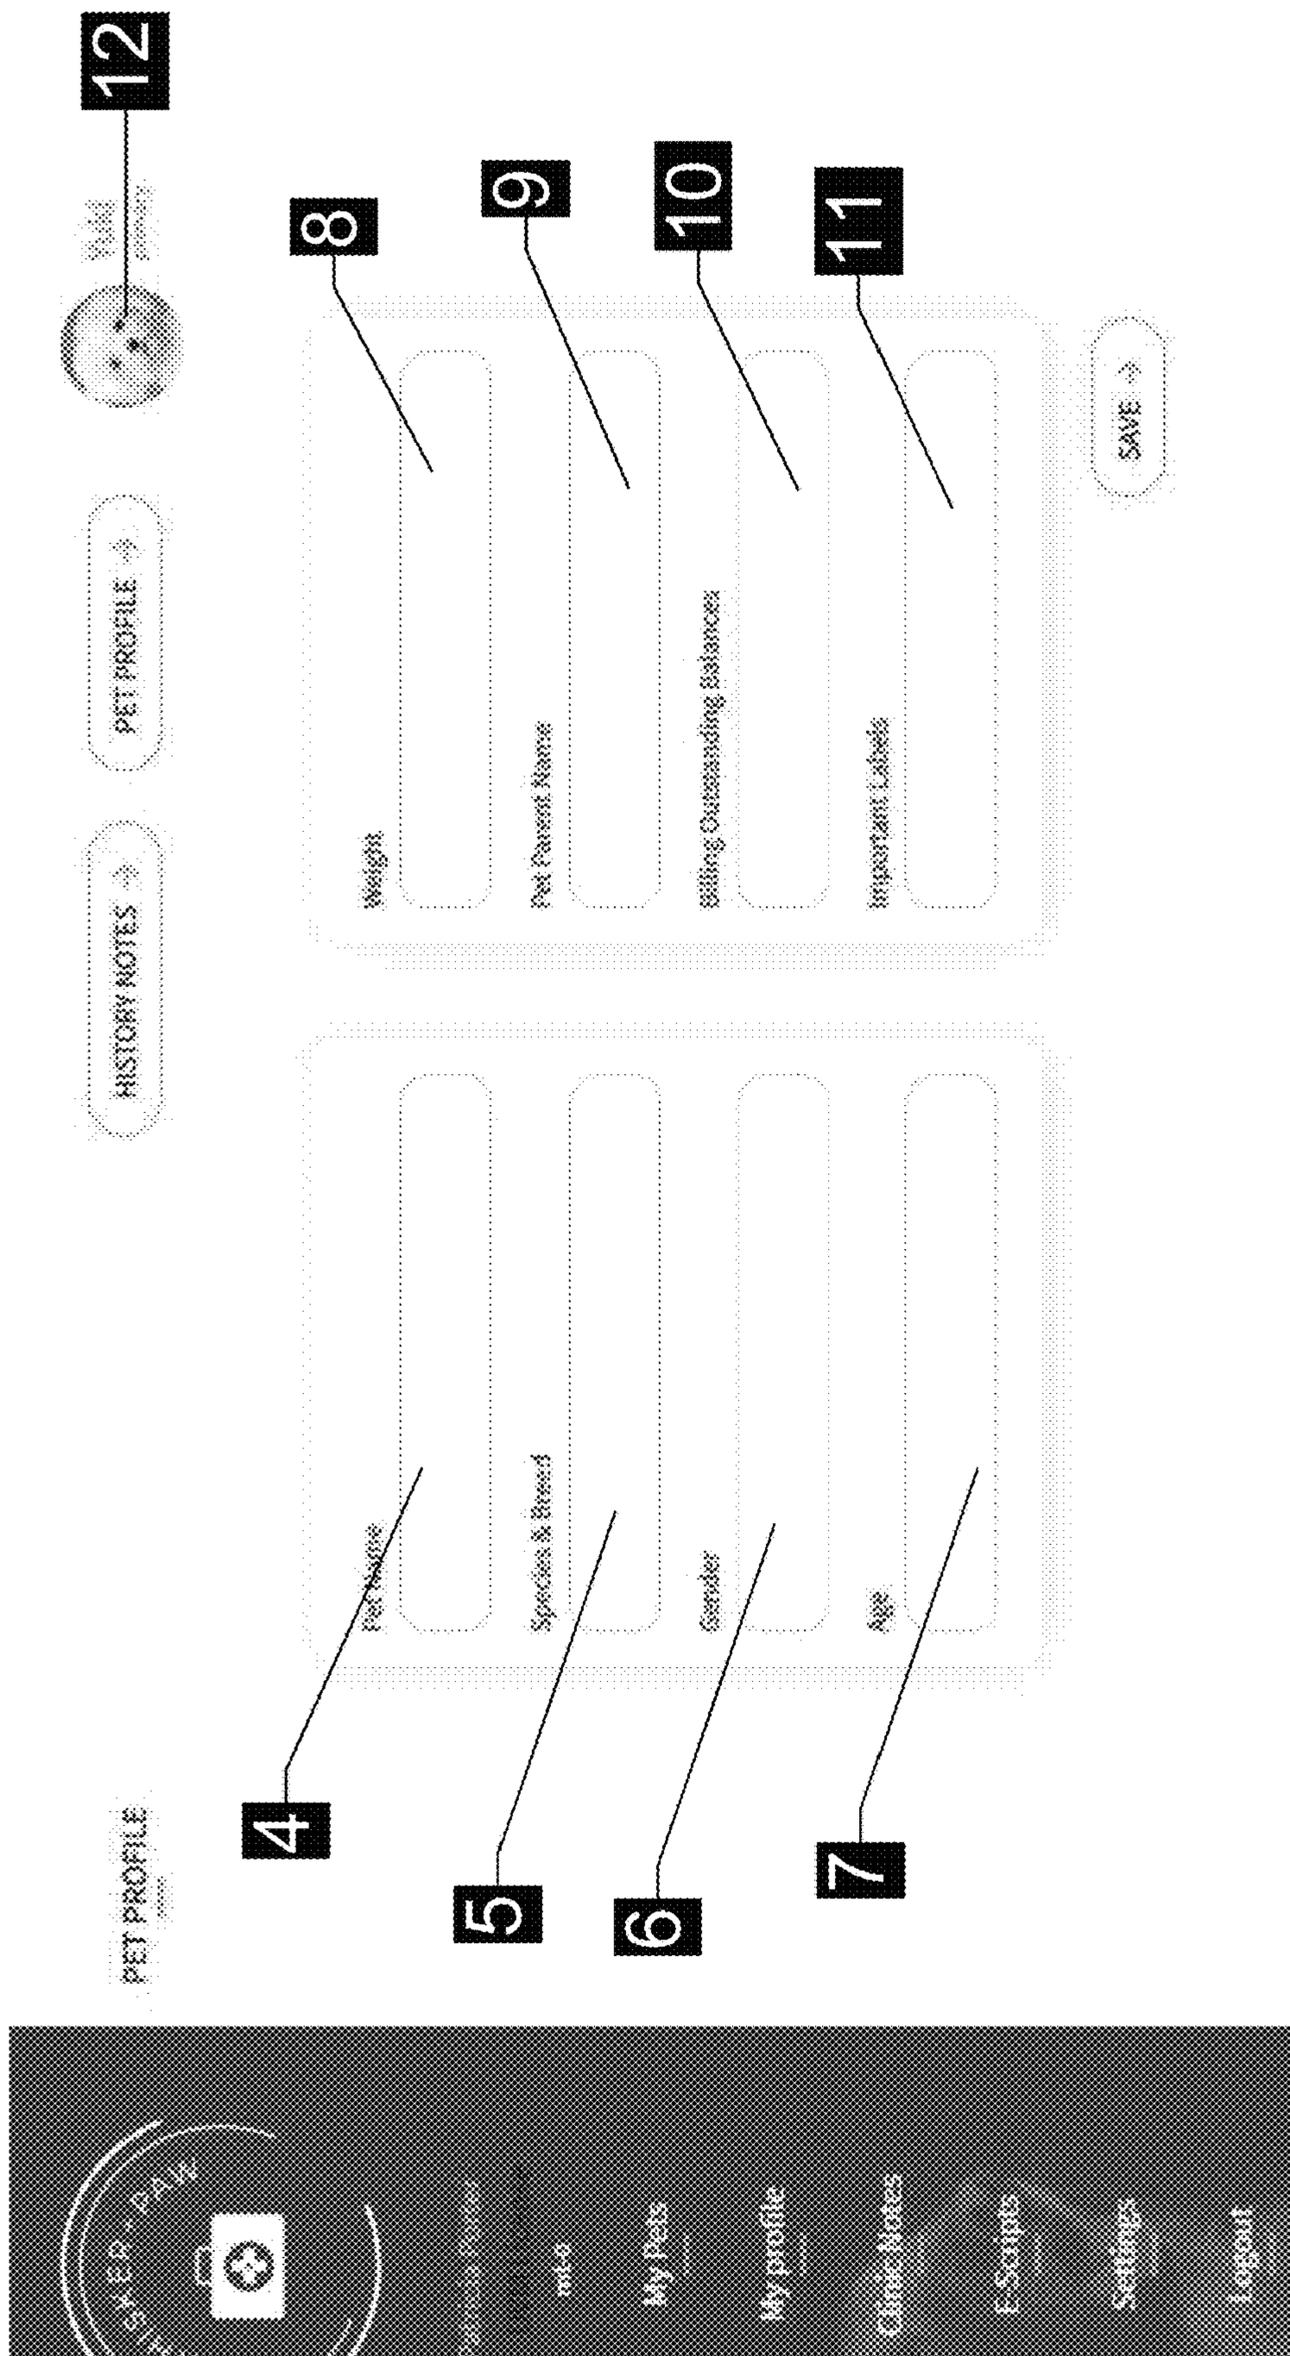 PET PROFILE
HISTORY NOTES →
PET PROFILE →
12
4
Pet Name
5
Species & Breed
6
Gender
7
Age
8
Weight
9
Pet Parent Name
10
Billing Outstanding Balances
11
Important Labels
SAVE →
PAW
My Pets
My profile
Clinic Notes
E-Scripts
Settings
Logout